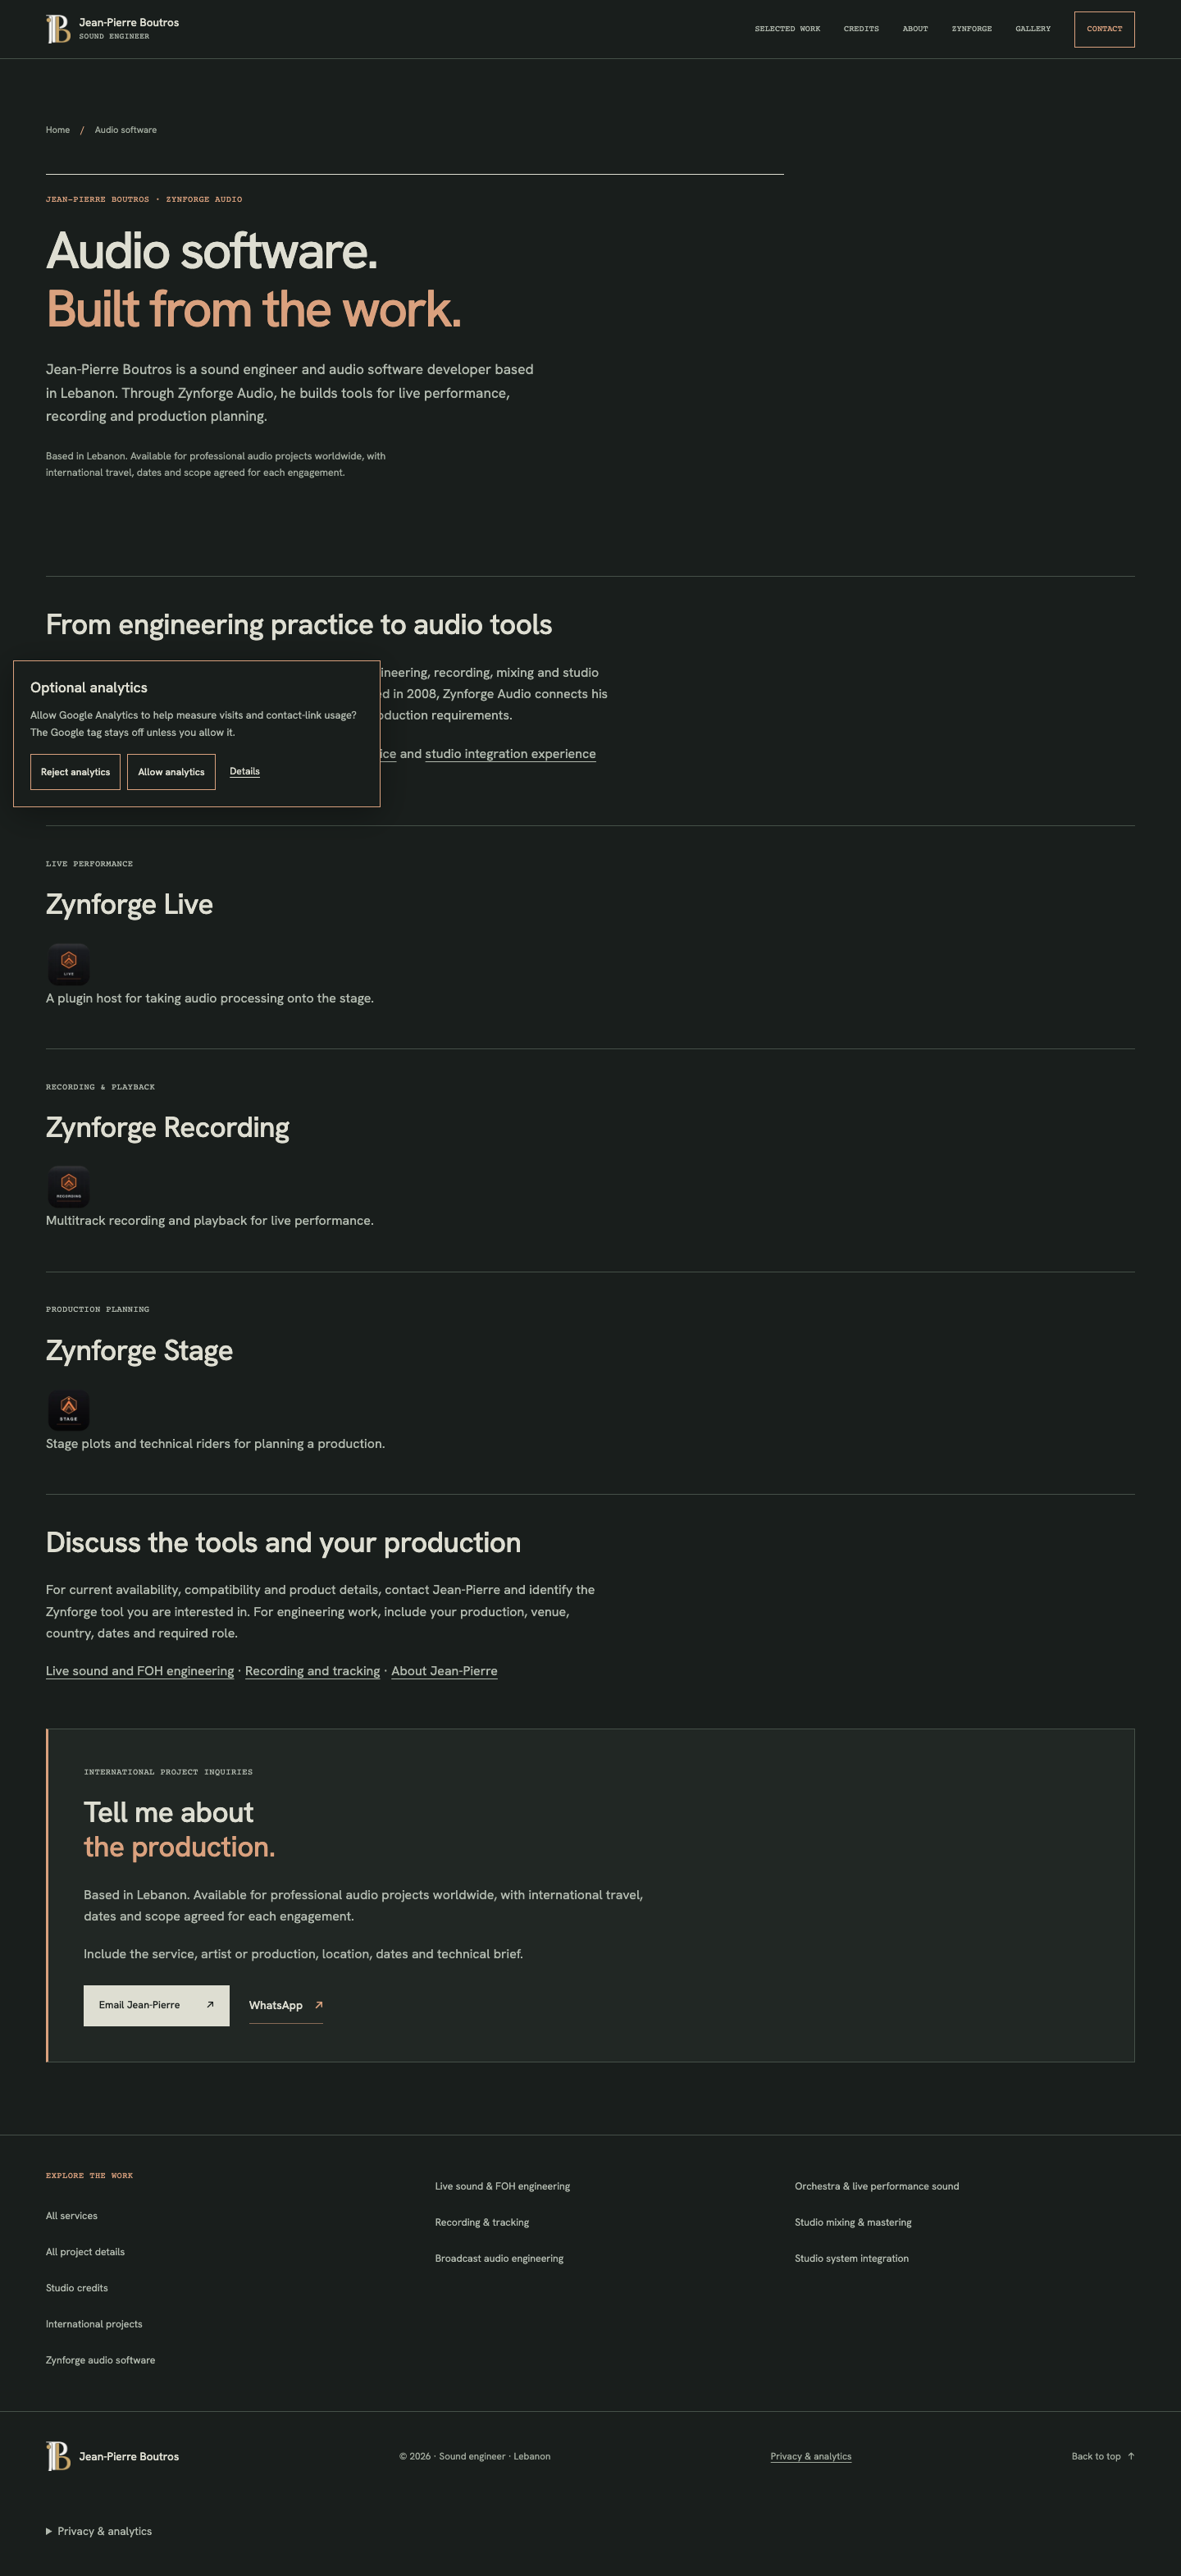 Jean-Pierre Boutros
SOUND ENGINEER
SELECTED WORK
CREDITS
ABOUT
ZYNFORGE
GALLERY
CONTACT
Home / Audio software
JEAN-PIERRE BOUTROS · ZYNFORGE AUDIO
Audio software.
Built from the work.
Jean-Pierre Boutros is a sound engineer and audio software developer based
in Lebanon. Through Zynforge Audio, he builds tools for live performance,
recording and production planning.
Based in Lebanon. Available for professional audio projects worldwide, with
international travel, dates and scope agreed for each engagement.
From engineering practice to audio tools
recording, mixing and studio
in 2008, Zynforge Audio connects his
requirements.
and studio integration experience
Optional analytics
Allow Google Analytics to help measure visits and contact-link usage?
The Google tag stays off unless you allow it.
Reject analytics
Allow analytics
Details
LIVE PERFORMANCE
Zynforge Live
LIVE
A plugin host for taking audio processing onto the stage.
RECORDING & PLAYBACK
Zynforge Recording
RECORDING
Multitrack recording and playback for live performance.
PRODUCTION PLANNING
Zynforge Stage
STAGE
Stage plots and technical riders for planning a production.
Discuss the tools and your production
For current availability, compatibility and product details, contact Jean-Pierre and identify the
Zynforge tool you are interested in. For engineering work, include your production, venue,
country, dates and required role.
Live sound and FOH engineering · Recording and tracking · About Jean-Pierre
INTERNATIONAL PROJECT INQUIRIES
Tell me about
the production.
Based in Lebanon. Available for professional audio projects worldwide, with international travel,
dates and scope agreed for each engagement.
Include the service, artist or production, location, dates and technical brief.
Email Jean-Pierre ↗
WhatsApp ↗
EXPLORE THE WORK
All services
All project details
Studio credits
International projects
Zynforge audio software
Live sound & FOH engineering
Recording & tracking
Broadcast audio engineering
Orchestra & live performance sound
Studio mixing & mastering
Studio system integration
Jean-Pierre Boutros
© 2026 · Sound engineer · Lebanon
Privacy & analytics
Back to top ↑
▶ Privacy & analytics